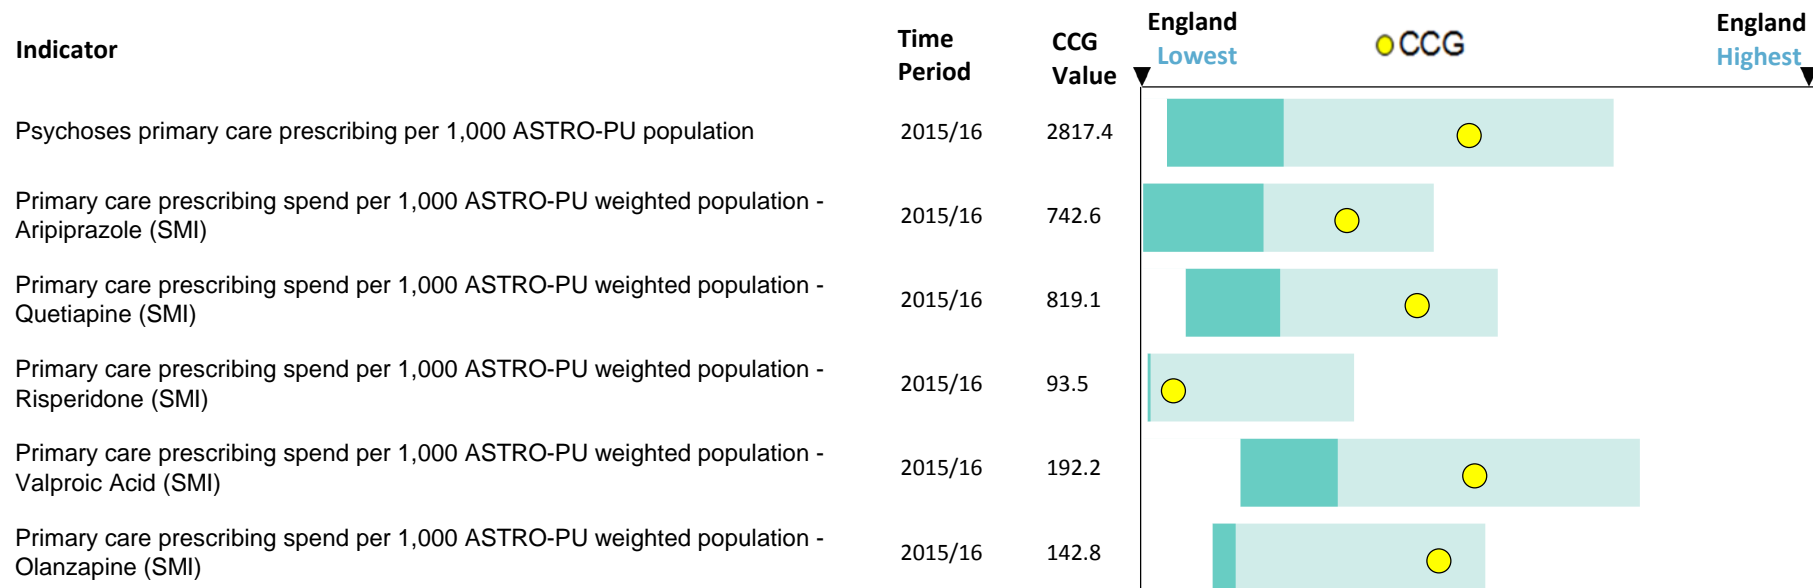 Indicator
Time Period
CCG Value
England Lowest
CCG
England Highest
Psychoses primary care prescribing per 1,000 ASTRO-PU population
2015/16
2817.4
Primary care prescribing spend per 1,000 ASTRO-PU weighted population -
Aripiprazole (SMI)
2015/16
742.6
Primary care prescribing spend per 1,000 ASTRO-PU weighted population -
Quetiapine (SMI)
2015/16
819.1
Primary care prescribing spend per 1,000 ASTRO-PU weighted population -
Risperidone (SMI)
2015/16
93.5
Primary care prescribing spend per 1,000 ASTRO-PU weighted population -
Valproic Acid (SMI)
2015/16
192.2
Primary care prescribing spend per 1,000 ASTRO-PU weighted population -
Olanzapine (SMI)
2015/16
142.8